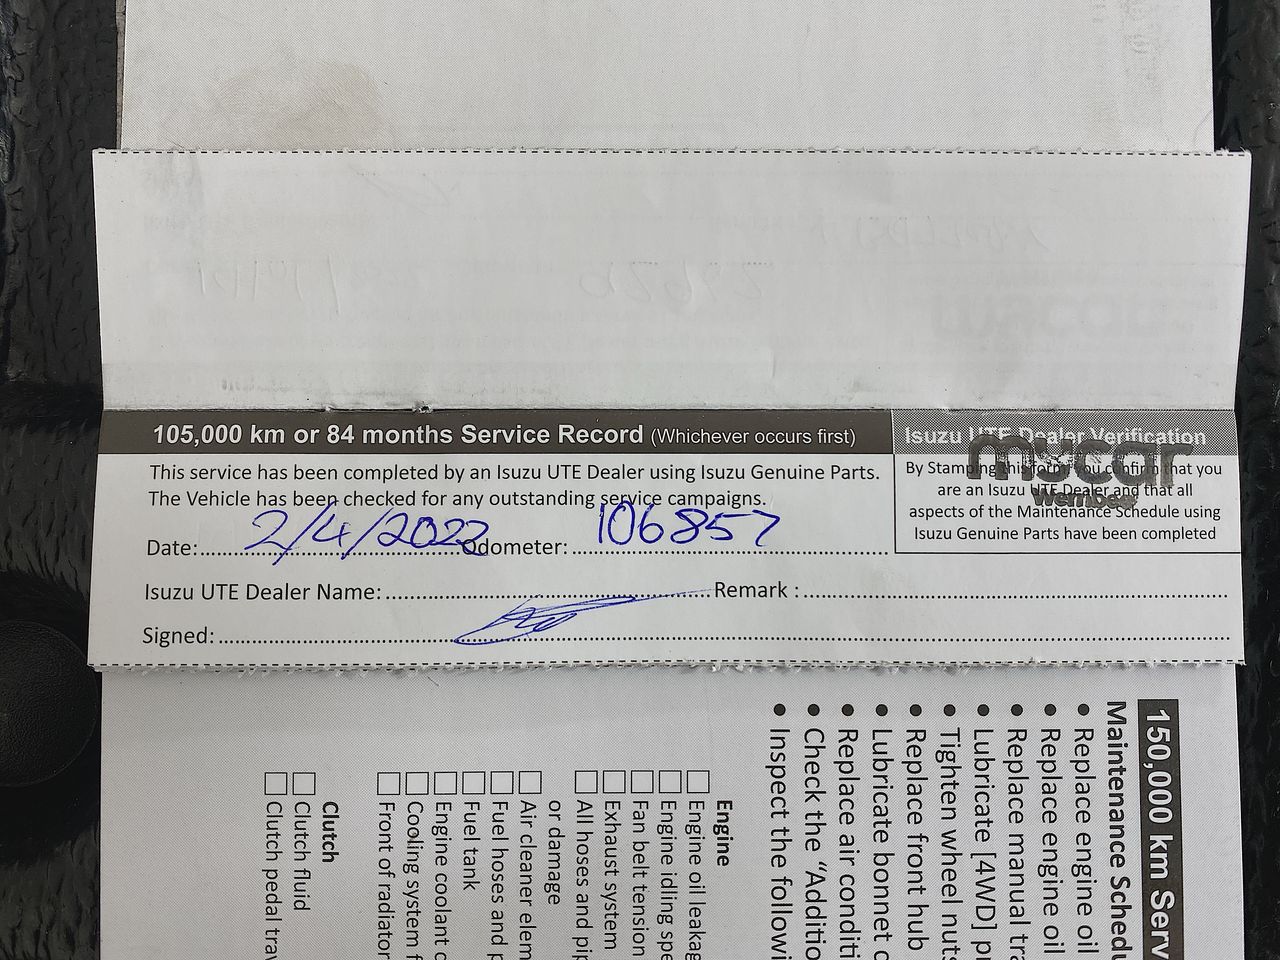 105,000 km or 84 months Service Record (Whichever occurs first)
This service has been completed by an Isuzu UTE Dealer using Isuzu Genuine Parts.
The Vehicle has been checked for any outstanding service campaigns.
Date: 2/4/2022 Odometer: 106857
Isuzu UTE Dealer Name: Remark :
Signed:
Isuzu UTE Dealer Verification
mycar
By Stamping this form you confirm that you
are an Isuzu UTE Dealer and that all
aspects of the Maintenance Schedule using
Isuzu Genuine Parts have been completed
150,000 km Serv
Maintenance Schedu
• Replace engine oil
• Replace engine oil
• Replace manual tra
• Lubricate [4WD] pr
• Tighten wheel nuts
• Replace front hub
• Lubricate bonnet c
• Replace air conditi
• Check the "Additio
• Inspect the followi
Engine
Engine oil leakag
Engine idling spe
Fan belt tension
Exhaust system
All hoses and pip
or damage
Air cleaner elem
Fuel hoses and p
Fuel tank
Engine coolant c
Cooling system f
Front of radiator
Clutch
Clutch fluid
Clutch pedal trav